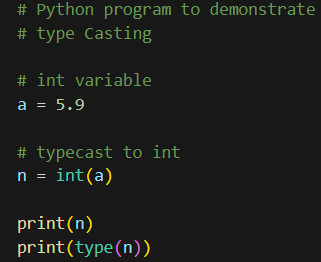 # Python program to demonstrate
# type Casting
# int variable
a = 5.9
# typecast to int
n = int(a)
print(n)
print(type(n))